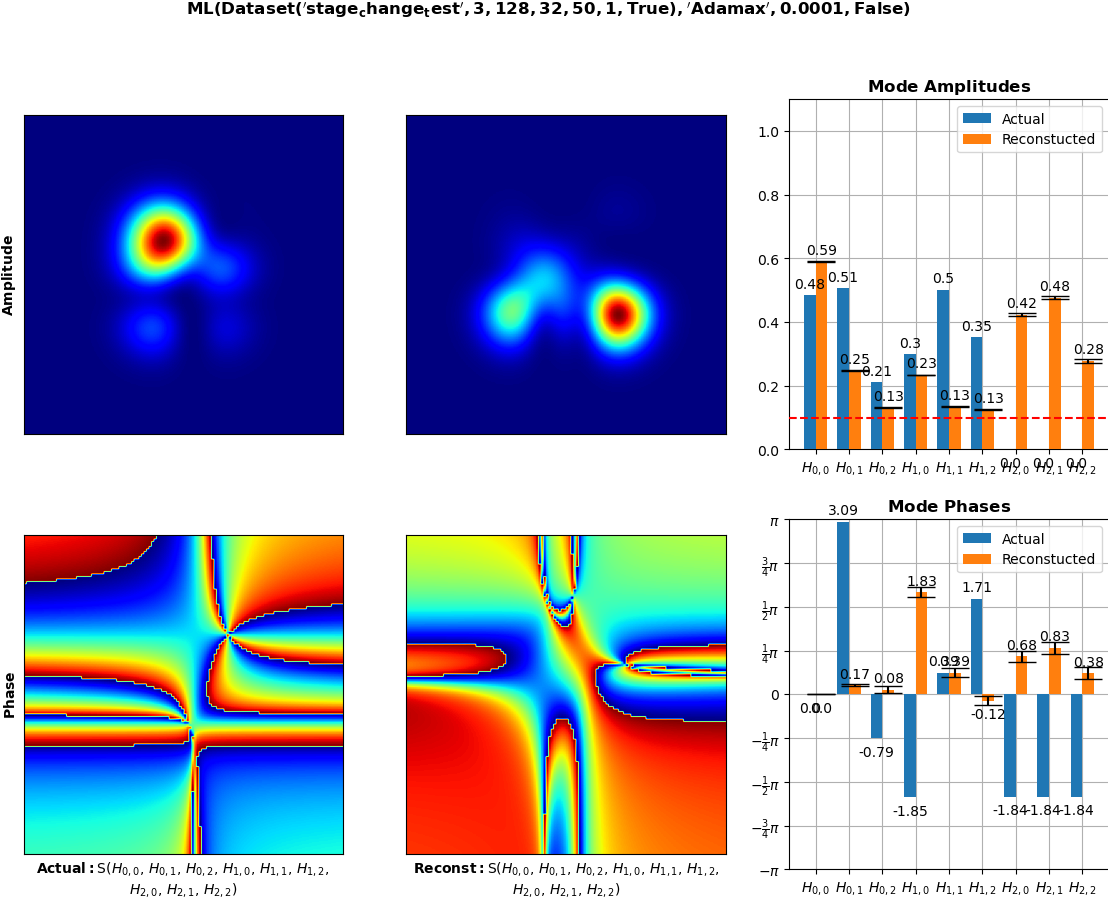 ML(Dataset('stage_change_test', 3, 128, 32, 50, 1, True), 'Adamax', 0.0001, False)
Amplitude
Mode Amplitudes
Actual
Reconstucted
1.0
0.8
0.6
0.4
0.2
0.0
0.48
0.59
0.51
0.25
0.21
0.13
0.3
0.23
0.5
0.13
0.35
0.13
0.0
0.42
0.0
0.48
0.0
0.28
H0,0 H0,1 H0,2 H1,0 H1,1 H1,2 H2,0 H2,1 H2,2
Phase
Mode Phases
Actual
Reconstucted
π
3/4π
1/2π
1/4π
0
−1/4π
−1/2π
−3/4π
−π
0.0
0.0
3.09
0.17
-0.79
0.08
-1.85
1.83
0.39
0.39
1.71
-0.12
-1.84
0.68
-1.84
0.83
-1.84
0.38
H0,0 H0,1 H0,2 H1,0 H1,1 H1,2 H2,0 H2,1 H2,2
Actual: S(H0,0, H0,1, H0,2, H1,0, H1,1, H1,2,
H2,0, H2,1, H2,2)
Reconst: S(H0,0, H0,1, H0,2, H1,0, H1,1, H1,2,
H2,0, H2,1, H2,2)